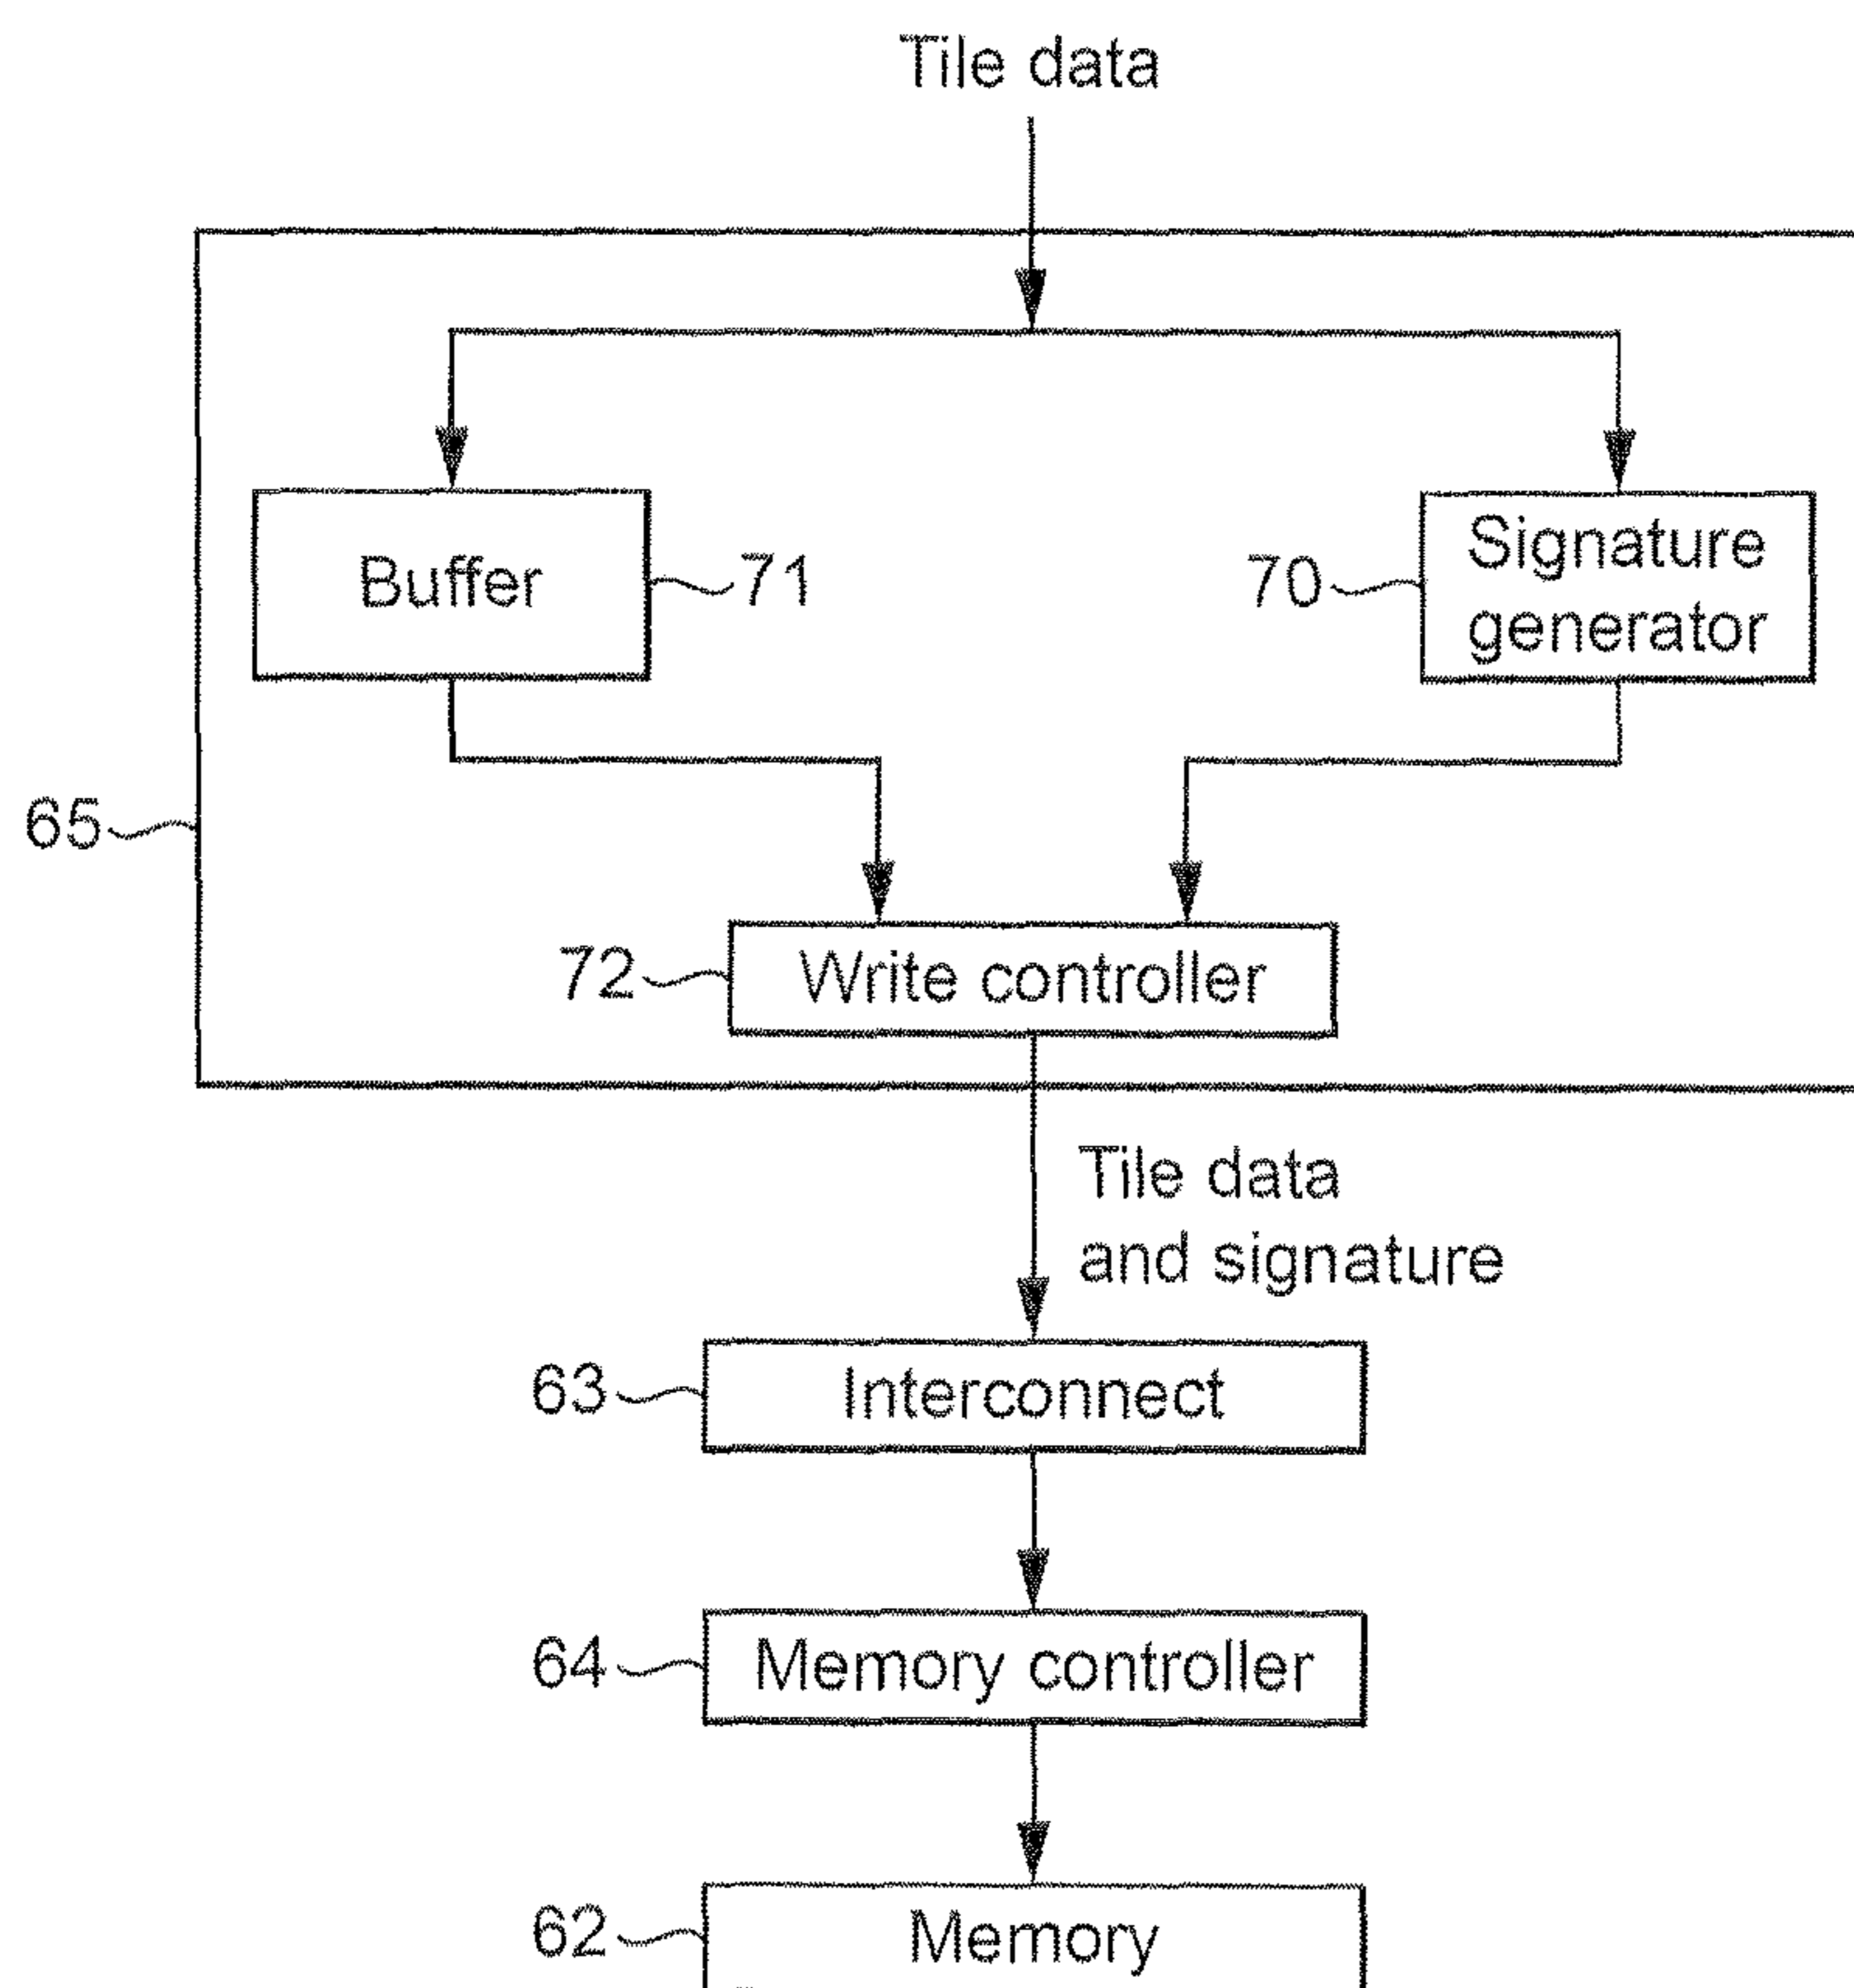 Tile data
Buffer
71
70
Signature
generator
65
72
Write controller
Tile data
and signature
63
Interconnect
64
Memory controller
62
Memory